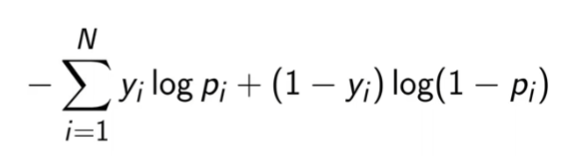 − ∑_{i=1}^{N} y_i log p_i + (1 − y_i) log(1 − p_i)